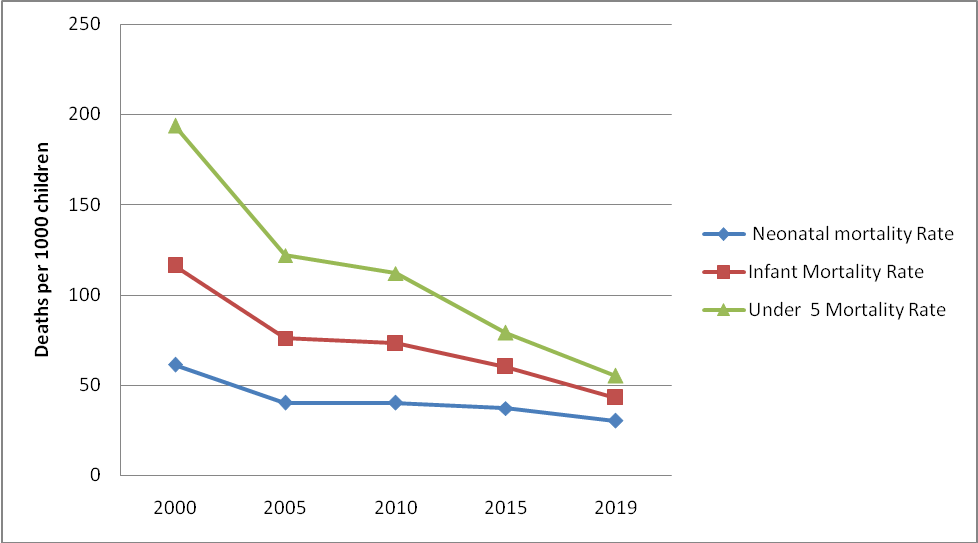 250
200
150
100
50
0
Deaths per 1000 children
2000 2005 2010 2015 2019
Neonatal mortality Rate
Infant Mortality Rate
Under 5 Mortality Rate